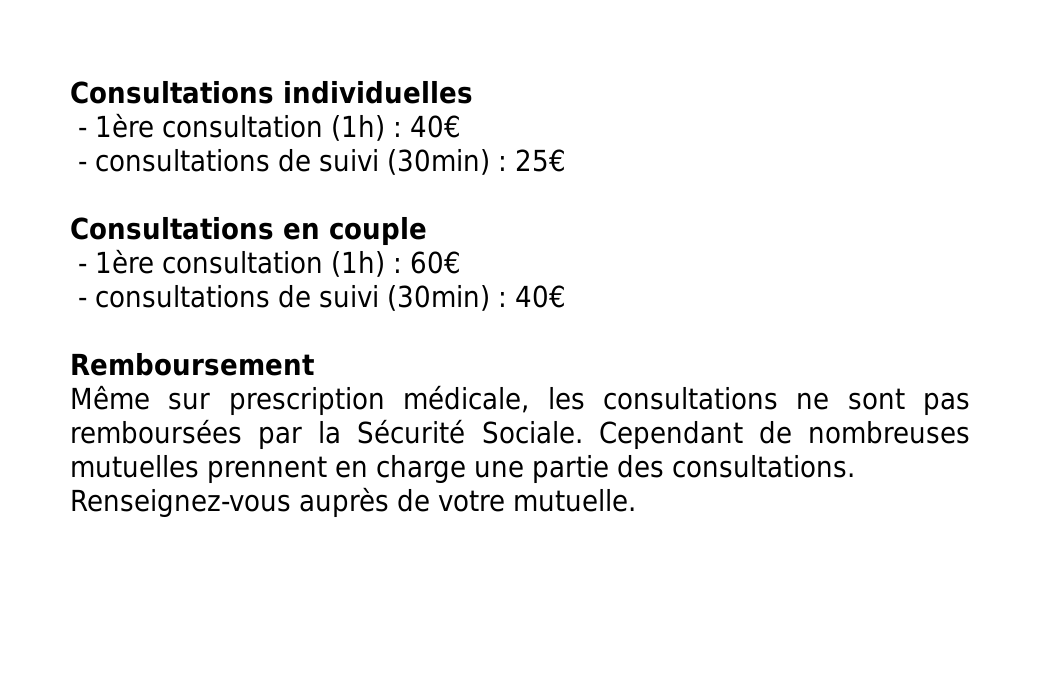 Consultations individuelles
- 1ère consultation (1h) : 40€
- consultations de suivi (30min) : 25€
Consultations en couple
- 1ère consultation (1h) : 60€
- consultations de suivi (30min) : 40€
Remboursement
Même sur prescription médicale, les consultations ne sont pas
remboursées par la Sécurité Sociale. Cependant de nombreuses
mutuelles prennent en charge une partie des consultations.
Renseignez-vous auprès de votre mutuelle.